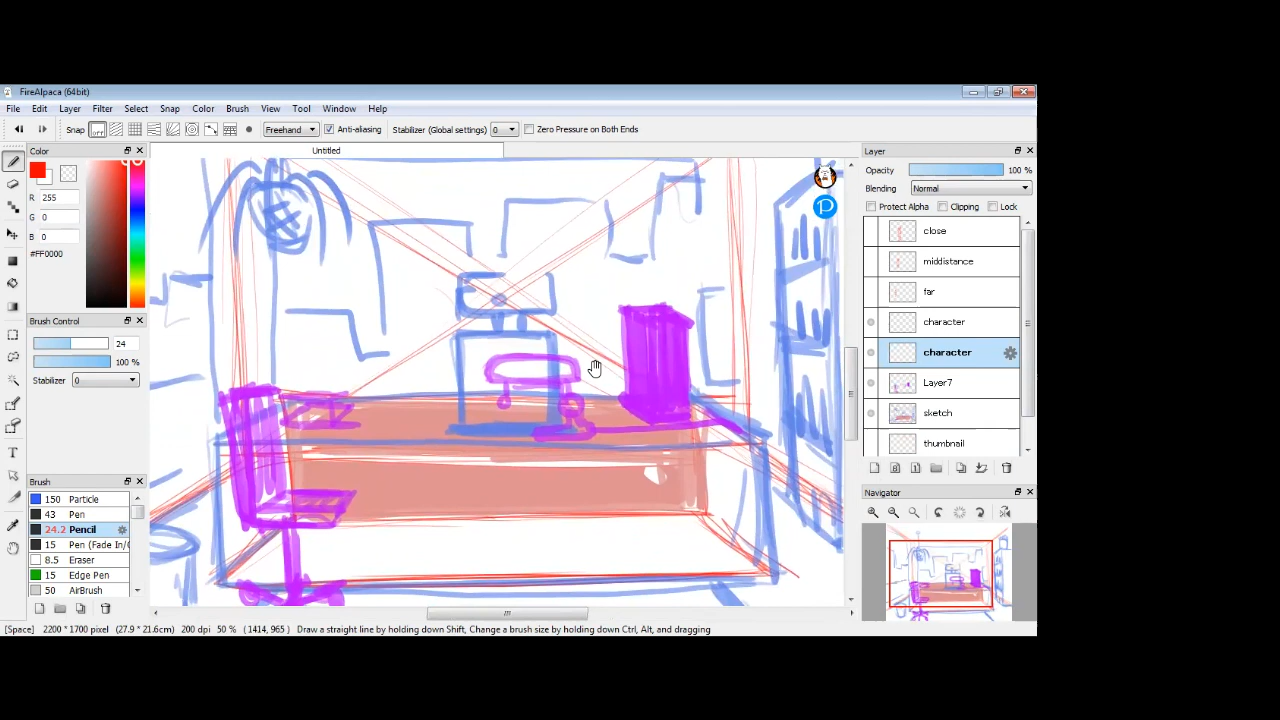 FireAlpaca (64bit)
File Edit Layer Filter Select Snap Color Brush View Tool Window Help
Snap OFF Freehand Anti-aliasing Stabilizer (Global settings) 0 Zero Pressure on Both Ends
Color
R 255
G 0
B 0
#FF0000
Brush Control
24
100 %
Stabilizer 0
Brush
150 Particle
43 Pen
24.2 Pencil
15 Pen (Fade In/
8.5 Eraser
15 Edge Pen
50 AirBrush
Untitled
Layer
Opacity 100 %
Blending Normal
Protect Alpha Clipping Lock
close
middistance
far
character
character
Layer7
sketch
thumbnail
Navigator
[Space] 2200 * 1700 pixel (27.9 * 21.6cm) 200 dpi 50 % (1414, 965) Draw a straight line by holding down Shift, Change a brush size by holding down Ctrl, Alt, and dragging